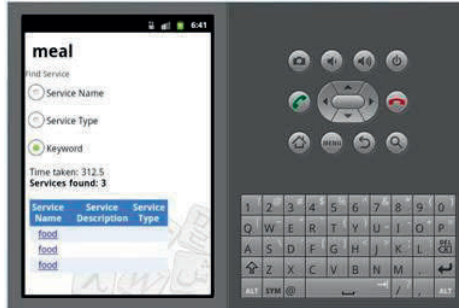 6:41
meal
Find Service
Service Name
Service Type
Keyword
Time taken: 312.5
Services found: 3
Service Name Service Description Service Type
food
food
food
MENU
1 2 3 # 4 $ 5 % 6 ^ 7 & 8 * 9 ( 0 )
Q W E R T Y U I O P
A S D F G H J K L DEL
Z X C V B N M .
ALT SYM @ / , ALT